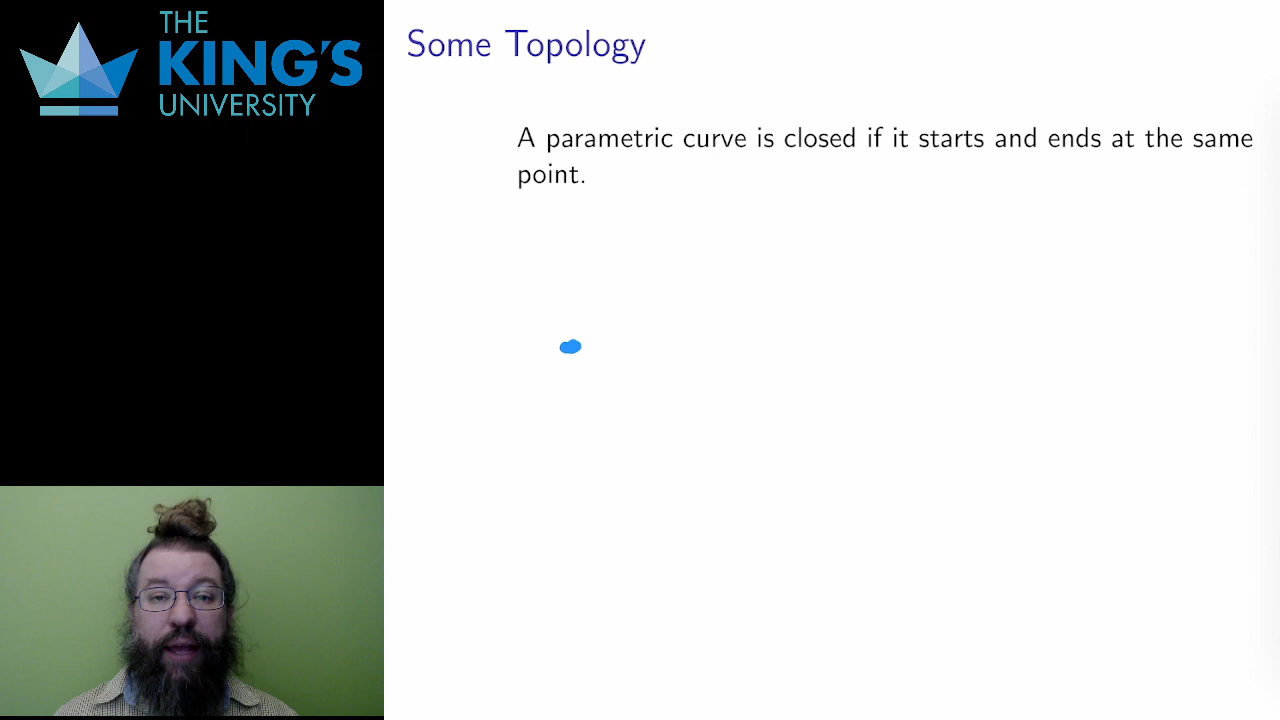 THE
KING'S
UNIVERSITY
Some Topology
A parametric curve is closed if it starts and ends at the same
point.